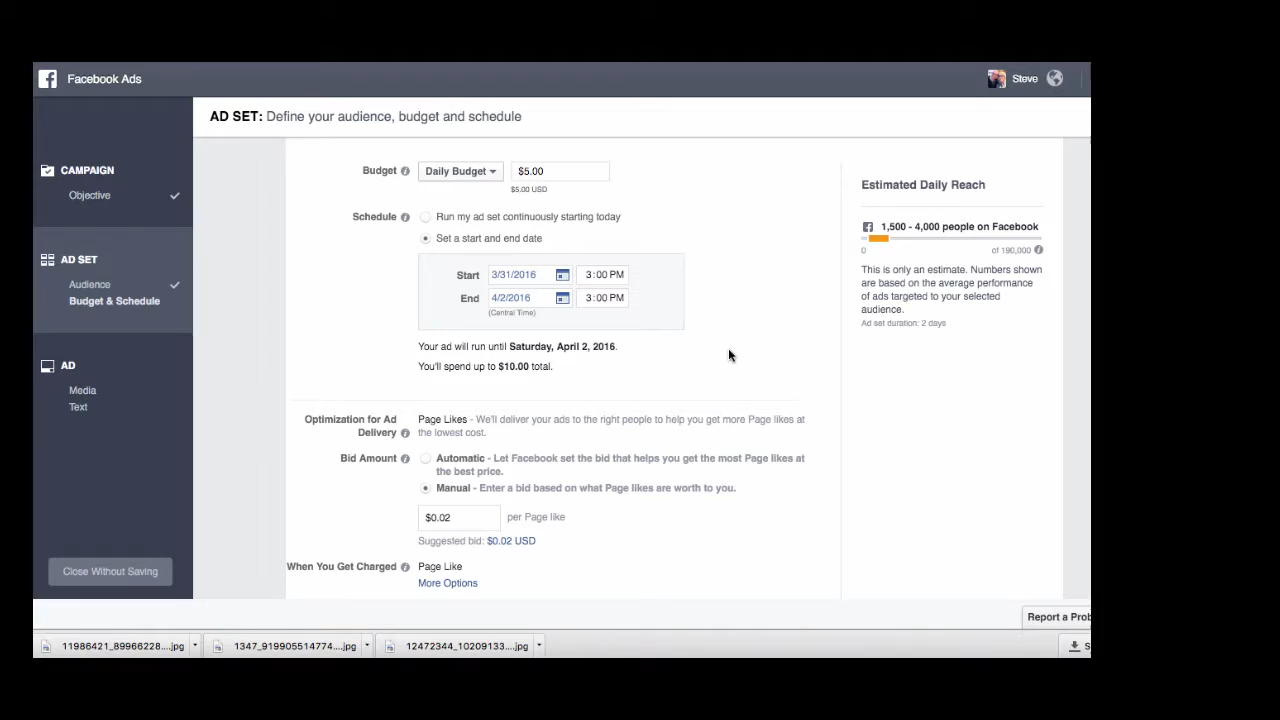 Facebook Ads
Steve
AD SET: Define your audience, budget and schedule
CAMPAIGN
Objective
AD SET
Audience
Budget & Schedule
AD
Media
Text
Close Without Saving
Budget
Daily Budget
$5.00
$5.00 USD
Schedule
Run my ad set continuously starting today
Set a start and end date
Start 3/31/2016 3:00 PM
End 4/2/2016 3:00 PM
(Central Time)
Your ad will run until Saturday, April 2, 2016.
You'll spend up to $10.00 total.
Optimization for Ad
Delivery
Page Likes - We'll deliver your ads to the right people to help you get more Page likes at
the lowest cost.
Bid Amount
Automatic - Let Facebook set the bid that helps you get the most Page likes at
the best price.
Manual - Enter a bid based on what Page likes are worth to you.
$0.02 per Page like
Suggested bid: $0.02 USD
When You Get Charged
Page Like
More Options
Estimated Daily Reach
1,500 - 4,000 people on Facebook
0 of 190,000
This is only an estimate. Numbers shown
are based on the average performance
of ads targeted to your selected
audience.
Ad set duration: 2 days
Report a Prob
11986421_89966228....jpg
1347_919905514774....jpg
12472344_10209133....jpg
S